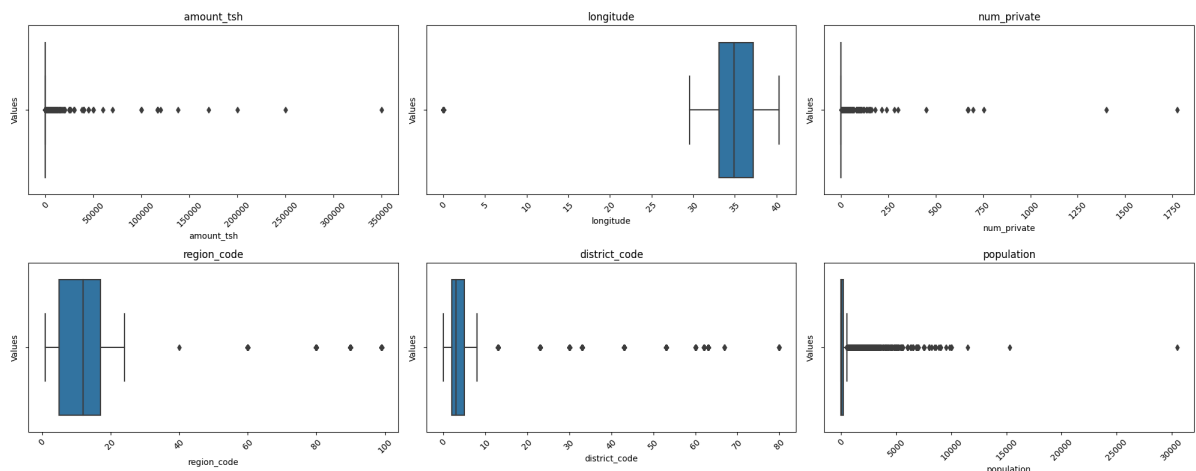 amount_tsh
longitude
num_private
Values
Values
Values
0 50000 100000 150000 200000 250000 300000 350000
0 5 10 15 20 25 30 35 40
0 250 500 750 1000 1250 1500 1750
amount_tsh
longitude
num_private
region_code
district_code
population
Values
Values
Values
0 20 40 60 80 100
0 10 20 30 40 50 60 70 80
0 5000 10000 15000 20000 25000 30000
region_code
district_code
population